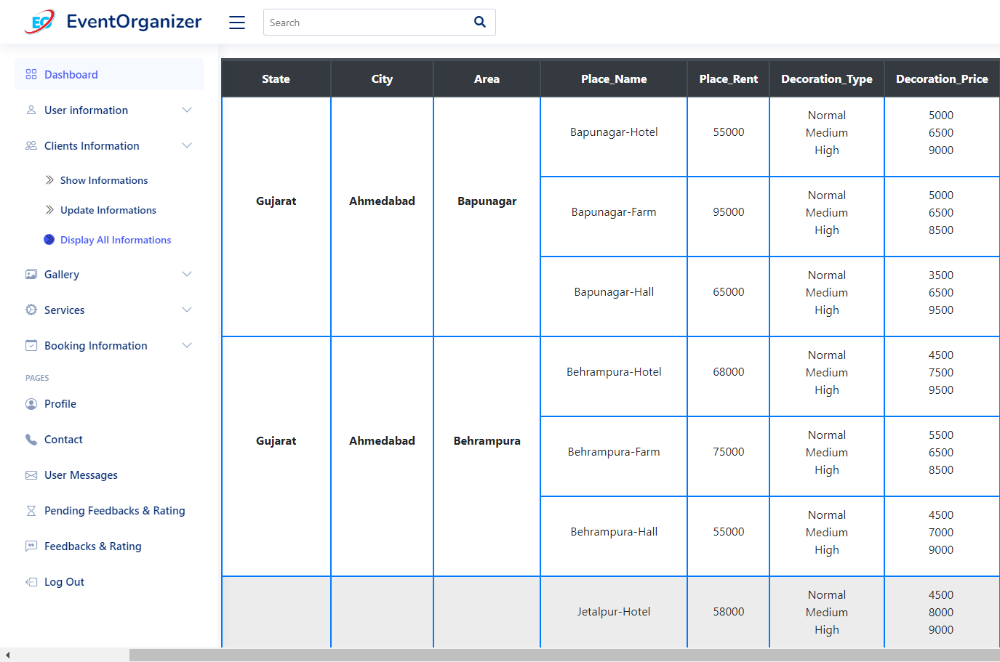 EO EventOrganizer
Search
Dashboard
User information
Clients Information
Show Informations
Update Informations
Display All Informations
Gallery
Services
Booking Information
PAGES
Profile
Contact
User Messages
Pending Feedbacks & Rating
Feedbacks & Rating
Log Out
State City Area Place_Name Place_Rent Decoration_Type Decoration_Price
Gujarat Ahmedabad Bapunagar
Bapunagar-Hotel 55000
Normal 5000
Medium 6500
High 9000
Bapunagar-Farm 95000
Normal 5000
Medium 6500
High 8500
Bapunagar-Hall 65000
Normal 3500
Medium 6500
High 9500
Gujarat Ahmedabad Behrampura
Behrampura-Hotel 68000
Normal 4500
Medium 7500
High 9500
Behrampura-Farm 75000
Normal 5500
Medium 6500
High 8500
Behrampura-Hall 55000
Normal 4500
Medium 7000
High 9000
Jetalpur-Hotel 58000
Normal 4500
Medium 8000
High 9000